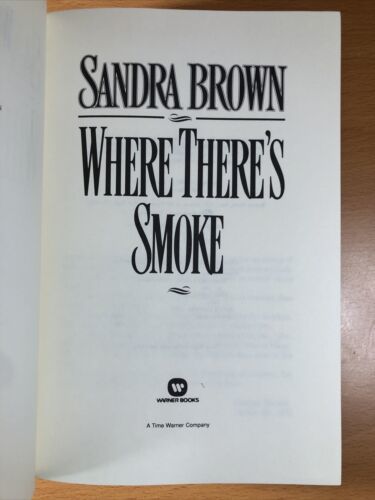 SANDRA BROWN
WHERE THERE'S
SMOKE
WARNER BOOKS
A Time Warner Company